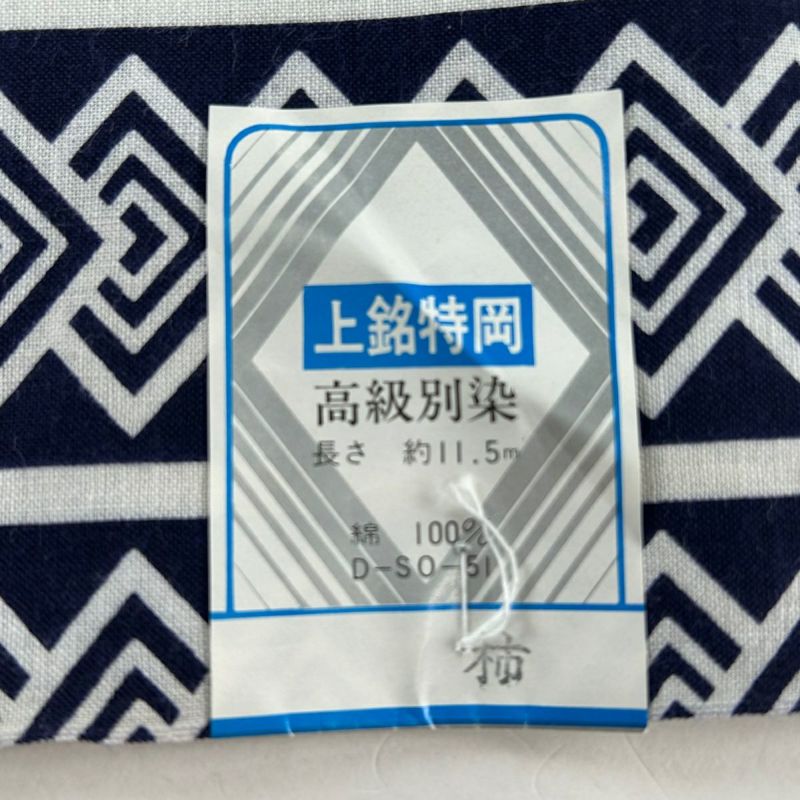 上銘特岡
高級別染
長さ 約11.5m
綿 100%
D-SO-51
柿